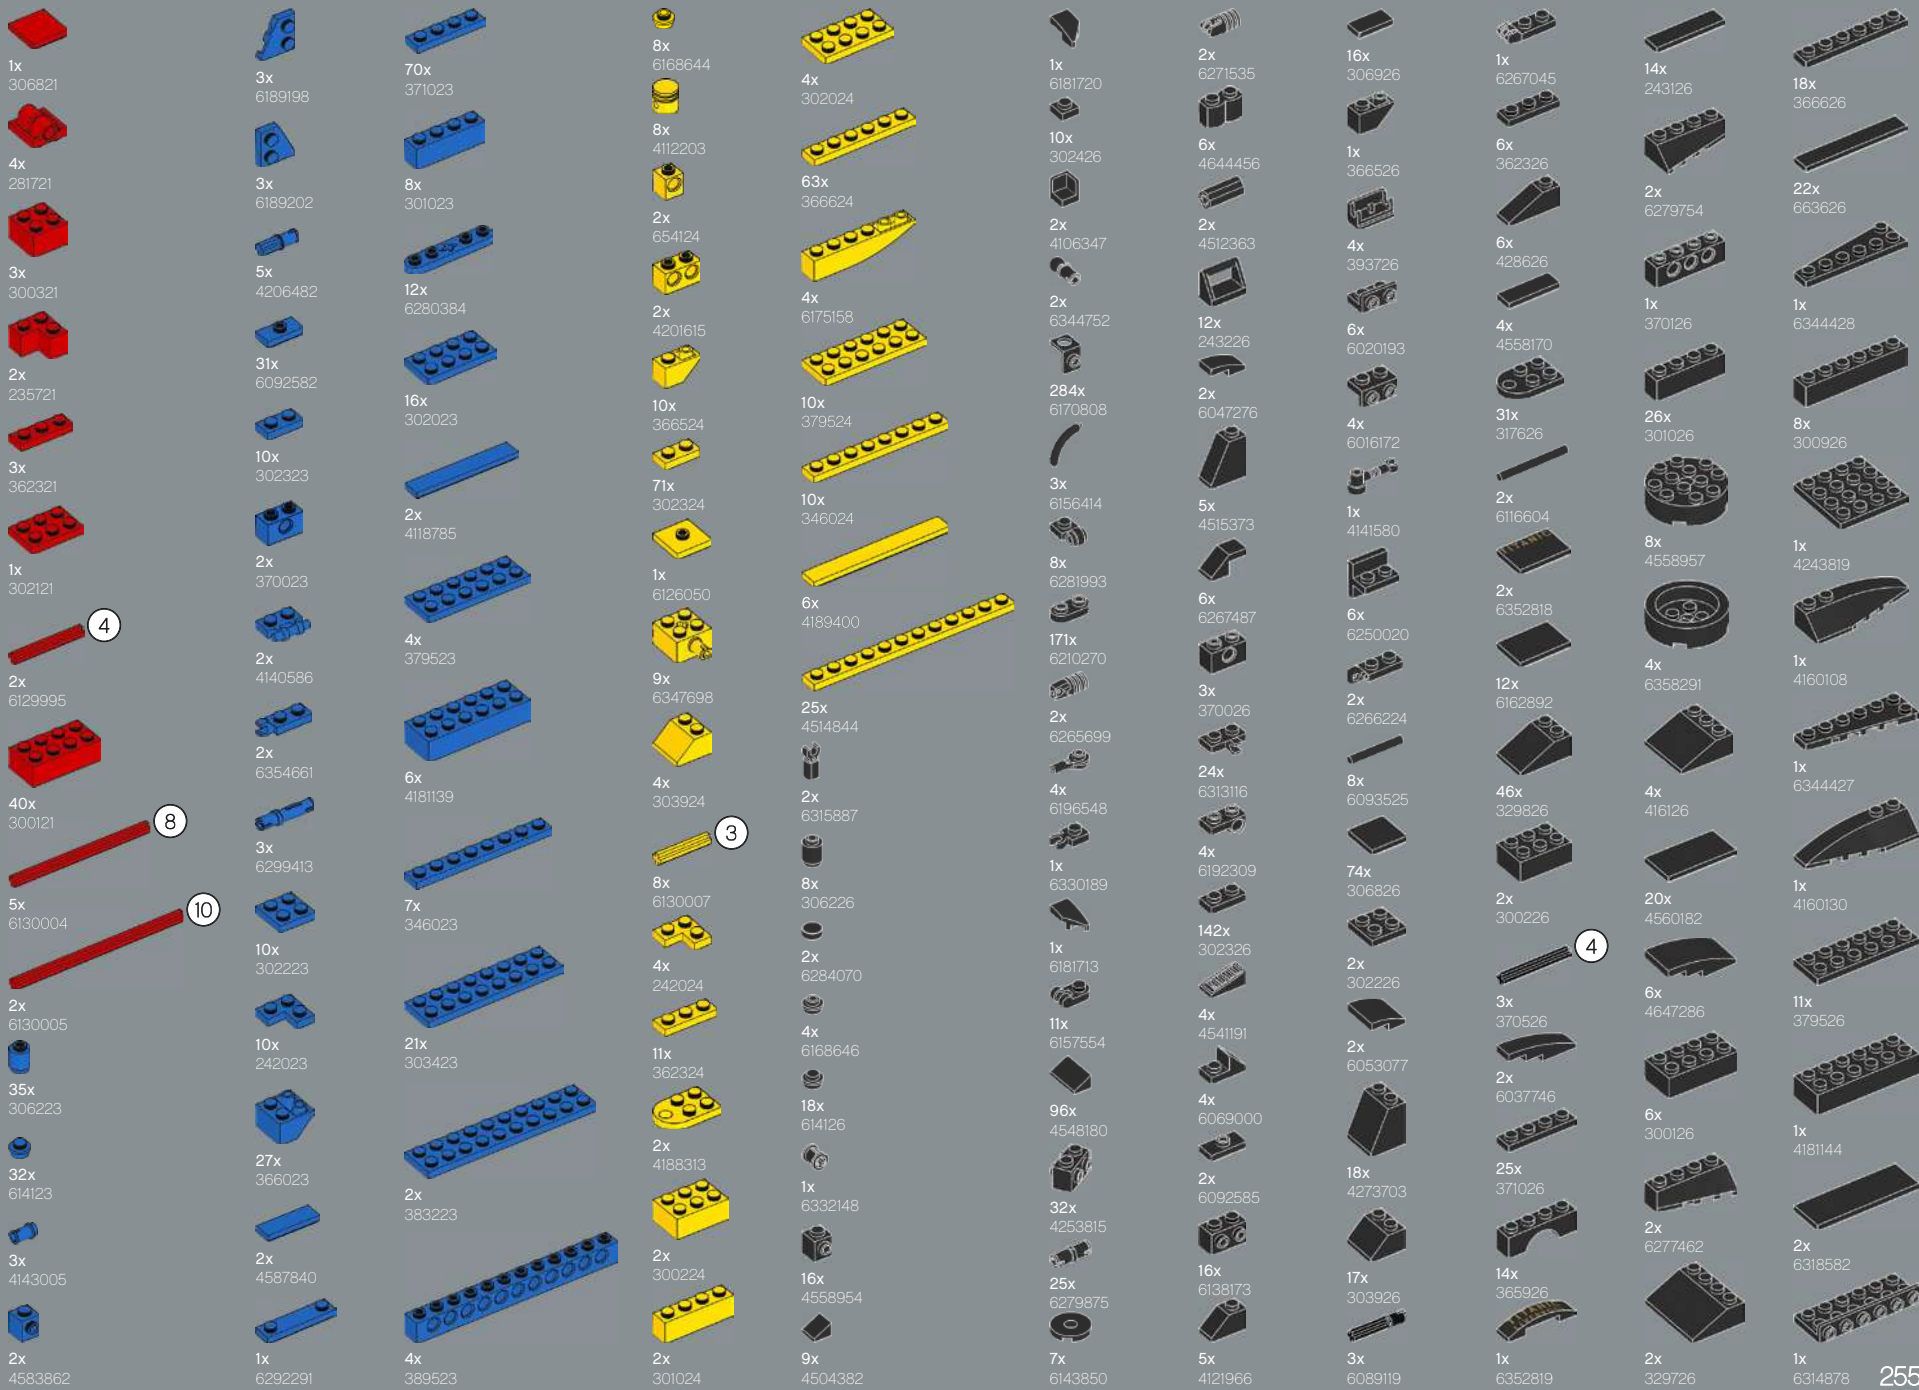 1x
306821
4x
281721
3x
300321
2x
235721
3x
362321
1x
302121
4
2x
6129995
40x
300121
8
5x
6130004
10
2x
6130005
35x
306223
32x
614123
3x
4143005
2x
4583862
3x
6189198
3x
6189202
5x
4206482
31x
6092582
10x
302323
2x
370023
2x
4140586
2x
6354661
3x
6299413
10x
302223
10x
242023
27x
366023
2x
4587840
1x
6292291
70x
371023
8x
301023
12x
6280384
16x
302023
2x
4118785
4x
379523
6x
4181139
7x
346023
21x
303423
2x
383223
4x
389523
8x
6168644
8x
4112203
2x
654124
2x
4201615
10x
366524
71x
302324
1x
6126050
9x
6347698
4x
303924
3
8x
6130007
4x
242024
11x
362324
2x
4188313
2x
300224
2x
301024
4x
302024
63x
366624
4x
6175158
10x
379524
10x
346024
6x
4189400
25x
4514844
2x
6315887
8x
306226
2x
6284070
4x
6168646
18x
614126
1x
6332148
16x
4558954
9x
4504382
1x
6181720
10x
302426
2x
4106347
2x
6344752
284x
6170808
3x
6156414
8x
6281993
171x
6210270
2x
6265699
4x
6196548
1x
6330189
1x
6181713
11x
6157554
96x
4548180
32x
4253815
25x
6279875
7x
6143850
2x
6271535
6x
4644456
2x
4512363
12x
243226
2x
6047276
5x
4515373
6x
6267487
3x
370026
24x
6313116
4x
6192309
142x
302326
4x
4541191
4x
6069000
2x
6092585
16x
6138173
5x
4121966
16x
306926
1x
366526
4x
393726
6x
6020193
4x
6016172
1x
4141580
6x
6250020
2x
6266224
8x
6093525
74x
306826
2x
302226
2x
6053077
18x
4273703
17x
303926
3x
6089119
1x
6267045
6x
362326
6x
428626
4x
4558170
31x
317626
2x
6116604
TITANIC
2x
6352818
12x
6162892
46x
329826
2x
300226
4
3x
370526
2x
6037746
25x
371026
14x
365926
1x
6352819
14x
243126
2x
6279754
1x
370126
26x
301026
8x
4558957
4x
6358291
4x
416126
20x
4560182
6x
4647286
6x
300126
2x
6277462
2x
329726
18x
366626
22x
663626
1x
6344428
8x
300926
1x
4243819
1x
4160108
1x
6344427
1x
4160130
11x
379526
1x
4181144
2x
6318582
1x
6314878
255